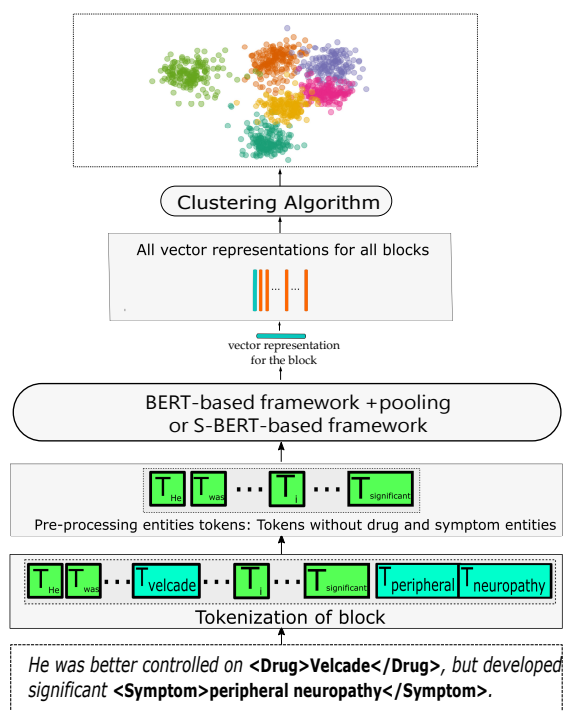 Clustering Algorithm
All vector representations for all blocks
... ...
vector representation
for the block
BERT-based framework +pooling
or S-BERT-based framework
T He T was ... T i ... T significant
Pre-processing entities tokens: Tokens without drug and symptom entities
T He T was ... T velcade ... T i ... T significant T peripheral T neuropathy
Tokenization of block
He was better controlled on <Drug>Velcade</Drug>, but developed
significant <Symptom>peripheral neuropathy</Symptom>.